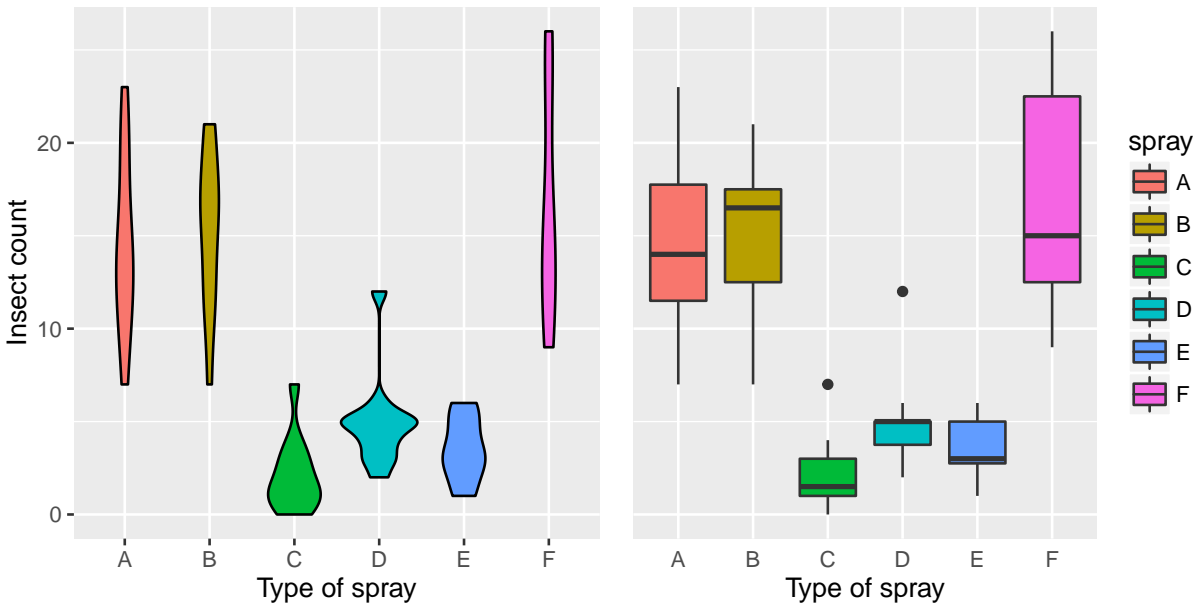 Insect count
20
10
0
A B C D E F
Type of spray
A B C D E F
Type of spray
spray
A
B
C
D
E
F